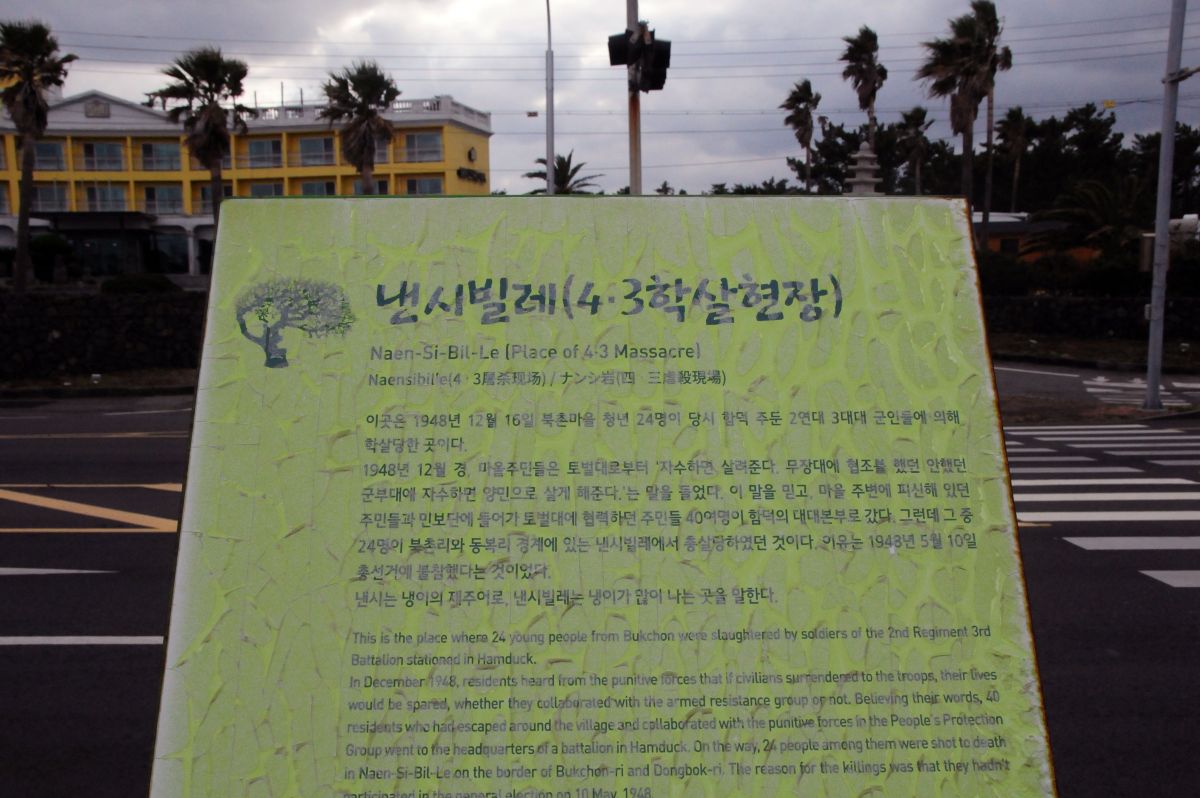 낸시빌레(4·3학살현장)
Naen-Si-Bil-Le (Place of 4·3 Massacre)
Naensibil'e(4 · 3屠杀现场) / ナンシ岩(四 · 三虐殺現場)
이곳은 1948년 12월 16일 북촌마을 청년 24명이 당시 함덕 주둔 2연대 3대대 군인들에 의해
학살당한 곳이다.
1948년 12월 경, 마을주민들은 토벌대로부터 '자수하면 살려준다. 무장대에 협조를 했던 안했던
군부대에 자수하면 양민으로 살게 해준다.'는 말을 들었다. 이 말을 믿고, 마을 주변에 피신해 있던
주민들과 민보단에 들어가 토벌대에 협력하던 주민들 40여명이 함덕의 대대본부로 갔다. 그런데 그 중
24명이 북촌리와 동복리 경계에 있는 낸시빌레에서 총살당하였던 것이다. 이유는 1948년 5월 10일
총선거에 불참했다는 것이었다.
낸시는 냉이의 제주어로, 낸시빌레는 냉이가 많이 나는 곳을 말한다.
This is the place where 24 young people from Bukchon were slaughtered by soldiers of the 2nd Regiment 3rd
Battalion stationed in Hamduck.
In December 1948, residents heard from the punitive forces that if civilians surrendered to the troops, their lives
would be spared, whether they collaborated with the armed resistance group or not. Believing their words, 40
residents who had escaped around the village and collaborated with the punitive forces in the People's Protection
Group went to the headquarters of a battalion in Hamduck. On the way, 24 people among them were shot to death
in Naen-Si-Bil-Le on the border of Bukchon-ri and Dongbok-ri. The reason for the killings was that they hadn't
participated in the general election on 10 May, 1948.